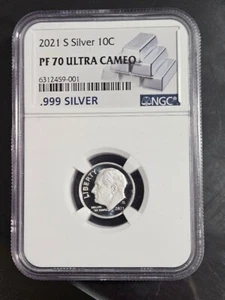 2021 S Silver 10C
PF 70 ULTRA CAMEO
6312459-001
.999 SILVER
NGC
LIBERTY